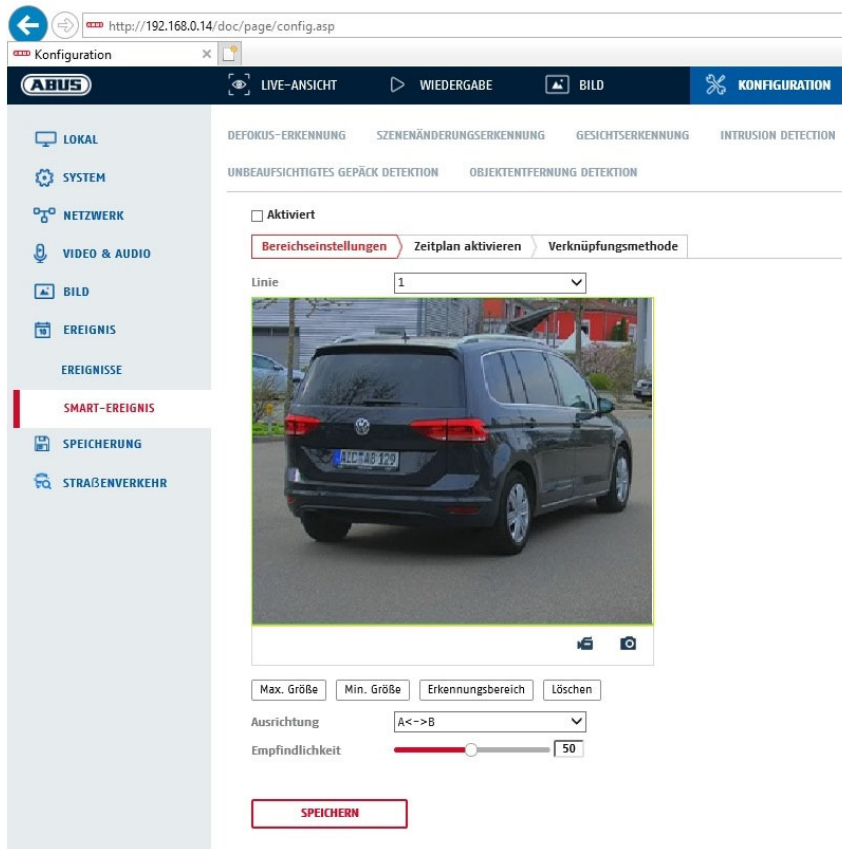 http://192.168.0.14/doc/page/config.asp
Konfiguration
ABUS
LIVE-ANSICHT
WIEDERGABE
BILD
KONFIGURATION
LOKAL
SYSTEM
NETZWERK
VIDEO & AUDIO
BILD
EREIGNIS
EREIGNISSE
SMART-EREIGNIS
SPEICHERUNG
STRAßENVERKEHR
DEFOKUS-ERKENNUNG
SZENENÄNDERUNGSERKENNUNG
GESICHTSERKENNUNG
INTRUSION DETECTION
UNBEAUFSICHTIGTES GEPÄCK DETEKTION
OBJEKTENTFERNUNG DETEKTION
Aktiviert
Bereichseinstellungen
Zeitplan aktivieren
Verknüpfungsmethode
Linie
1
AIC AB 129
Max. Größe
Min. Größe
Erkennungsbereich
Löschen
Ausrichtung
A<->B
Empfindlichkeit
50
SPEICHERN